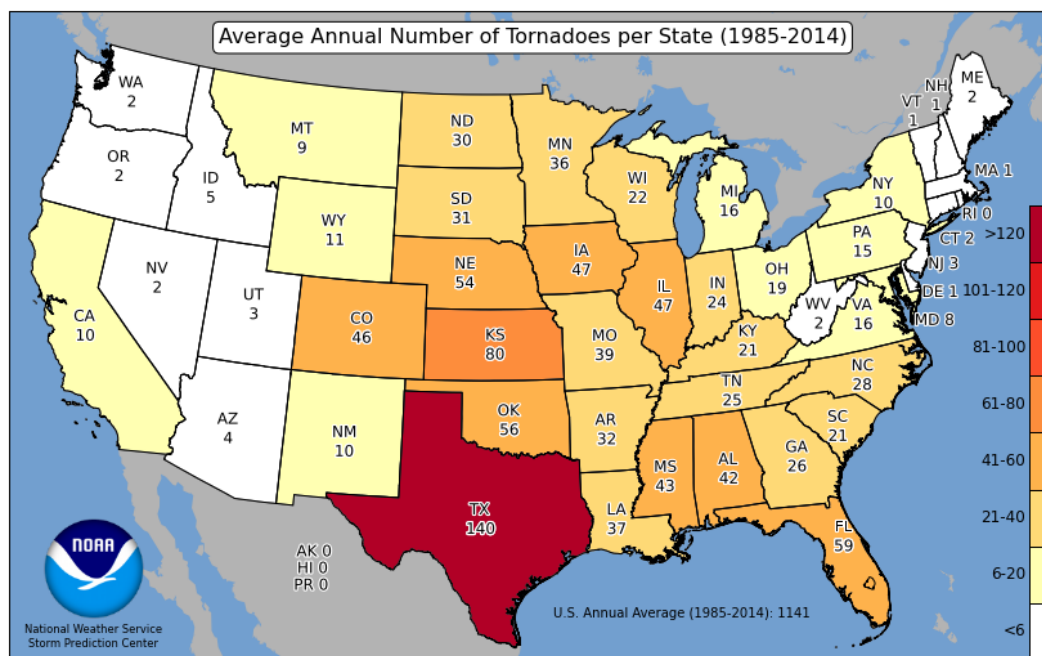 Average Annual Number of Tornadoes per State (1985-2014)
WA
2
OR
2
ID
5
MT
9
ND
30
MN
36
SD
31
WI
22
MI
16
WY
11
NE
54
IA
47
IL
47
IN
24
OH
19
PA
15
NY
10
VT
1
NH
1
ME
2
MA 1
RI 0
CT 2
NJ 3
DE 1
MD 8
NV
2
UT
3
CA
10
CO
46
KS
80
MO
39
KY
21
WV
2
VA
16
NC
28
TN
25
SC
21
AZ
4
NM
10
OK
56
AR
32
MS
43
AL
42
GA
26
TX
140
LA
37
FL
59
AK 0
HI 0
PR 0
>120
101-120
81-100
61-80
41-60
21-40
6-20
<6
U.S. Annual Average (1985-2014): 1141
NOAA
National Weather Service
Storm Prediction Center